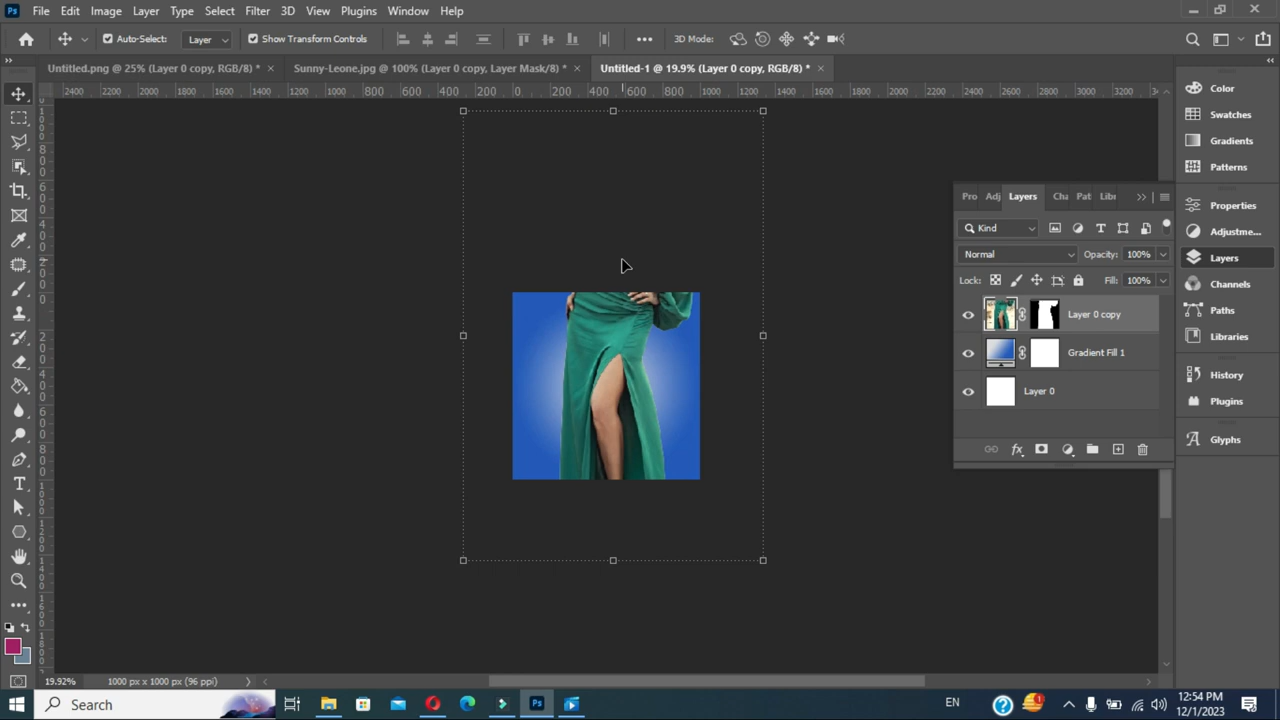 Ps File Edit Image Layer Type Select Filter 3D View Plugins Window Help
Auto-Select: Layer Show Transform Controls 3D Mode:
Untitled.png @ 25% (Layer 0 copy, RGB/8) * Sunny-Leone.jpg @ 100% (Layer 0 copy, Layer Mask/8) * Untitled-1 @ 19.9% (Layer 0 copy, RGB/8) *
2400 2200 2000 1800 1600 1400 1200 1000 800 600 400 200 0 200 400 600 800 1000 1200 1400 1600 1800 2000 2200 2400 2600 2800 3000 3200
Color
Swatches
Gradients
Patterns
Pro Adj Layers Cha Pat Libr
Properties
Kind
Adjustme...
Normal Opacity: 100%
Layers
Lock: Fill: 100%
Channels
Layer 0 copy
Paths
Libraries
Gradient Fill 1
History
Layer 0
Plugins
fx
Glyphs
19.92% 1000 px x 1000 px (96 ppi)
Search
EN
12:54 PM
12/1/2023